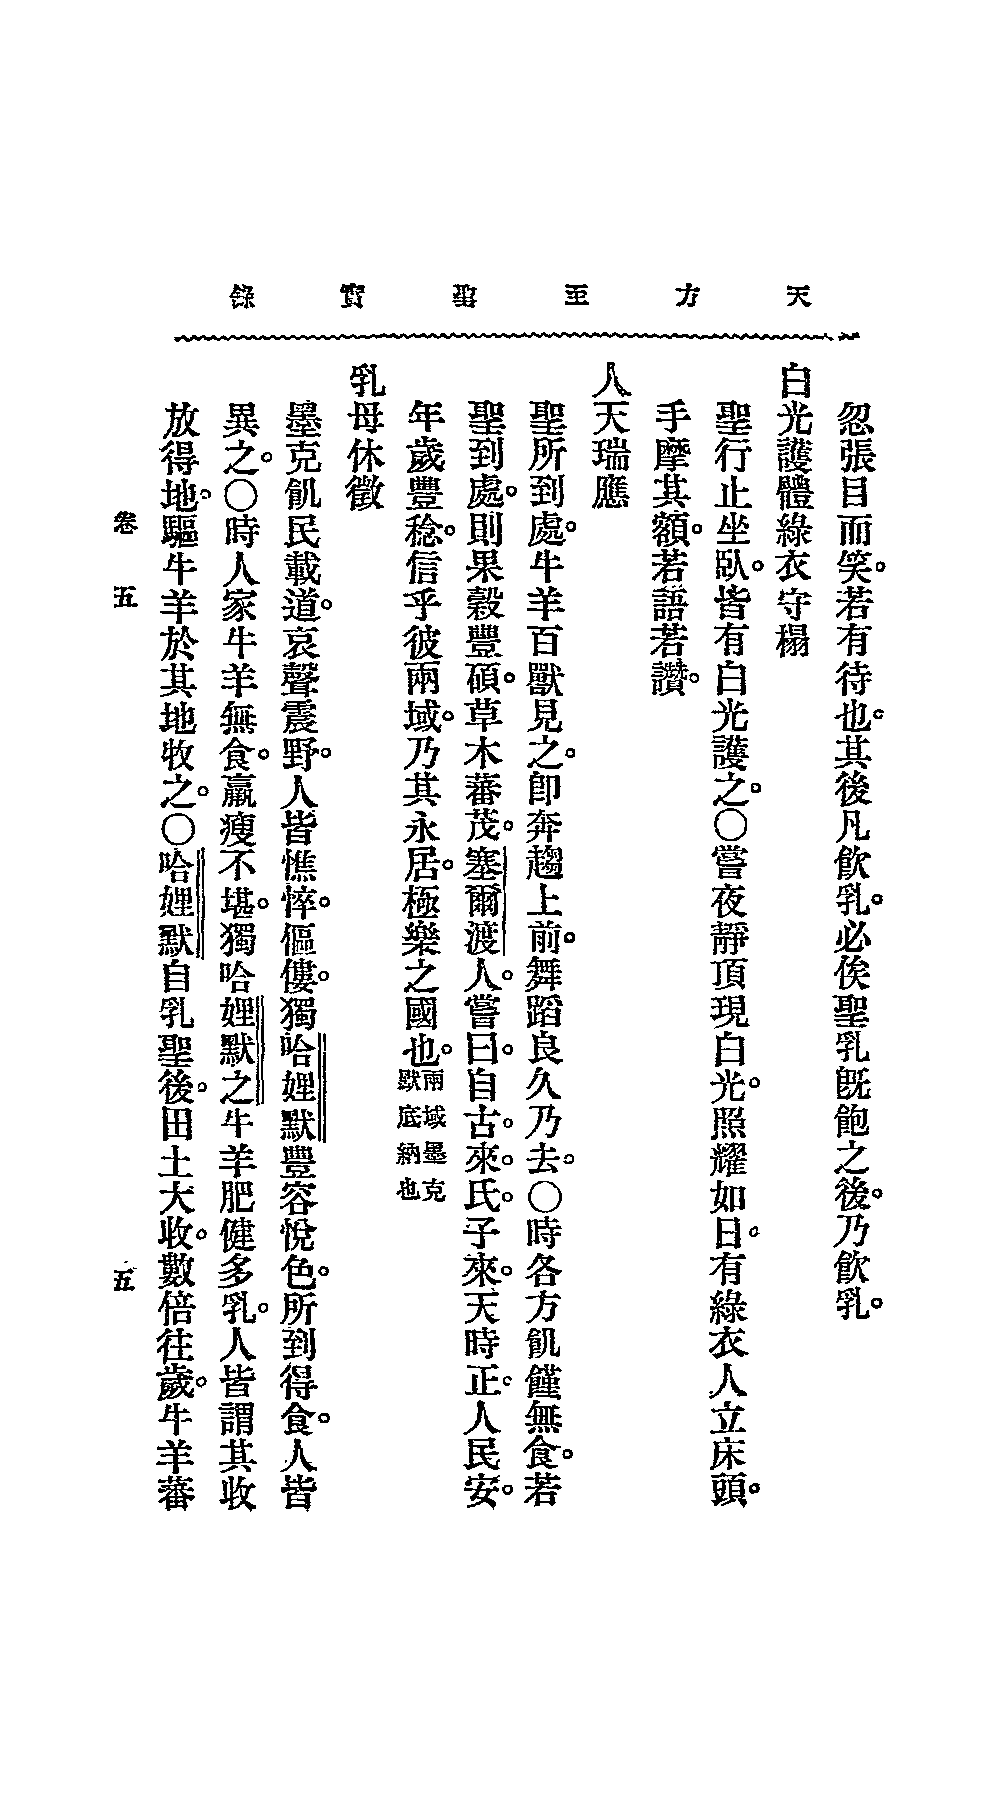 天方至聖實錄
忽張目而笑。若有待也。其後凡飲乳。必俟聖乳既飽之後。乃飲乳。
白光護體綠衣守榻
聖行止坐臥。皆有白光護之。〇嘗夜靜頂現白光。照耀如日。有綠衣人立床頭。
手摩其額。若語若讚。
人天瑞應
聖所到處。牛羊百獸見之。卽奔趨上前。舞蹈良久乃去。〇時各方飢饉無食。若
聖到處。則果穀豐碩。草木蕃茂。塞爾渡人。嘗曰。自古。來。氏。子來。天時正。人民安。
年歲豐稔。信乎彼兩域。乃其永居。極樂之國也。兩域墨克默底納也
乳母休徵
墨克飢民載道。哀聲震野。人皆憔悴。傴僂。獨哈娌默豐容悅色。所到得食。人皆
異之。〇時人家牛羊無食。羸瘦不堪。獨哈娌默之牛羊肥健多乳。人皆謂其收
放得地。驅牛羊於其地牧之。〇哈娌默自乳聖後。田土大收。數倍往歲。牛羊蕃
卷五
五